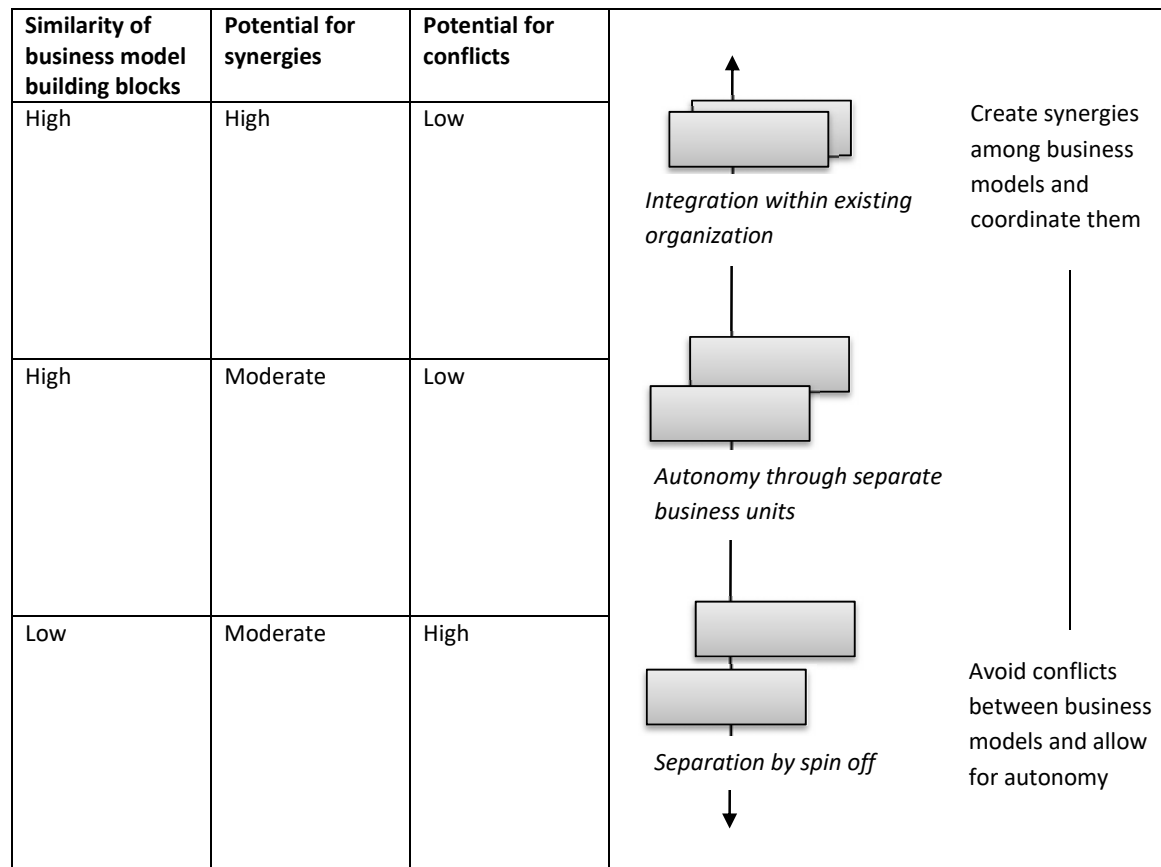 Similarity of
business model
building blocks
Potential for
synergies
Potential for
conflicts
High
High
Low
Integration within existing
organization
Create synergies
among business
models and
coordinate them
High
Moderate
Low
Autonomy through separate
business units
Low
Moderate
High
Separation by spin off
Avoid conflicts
between business
models and allow
for autonomy